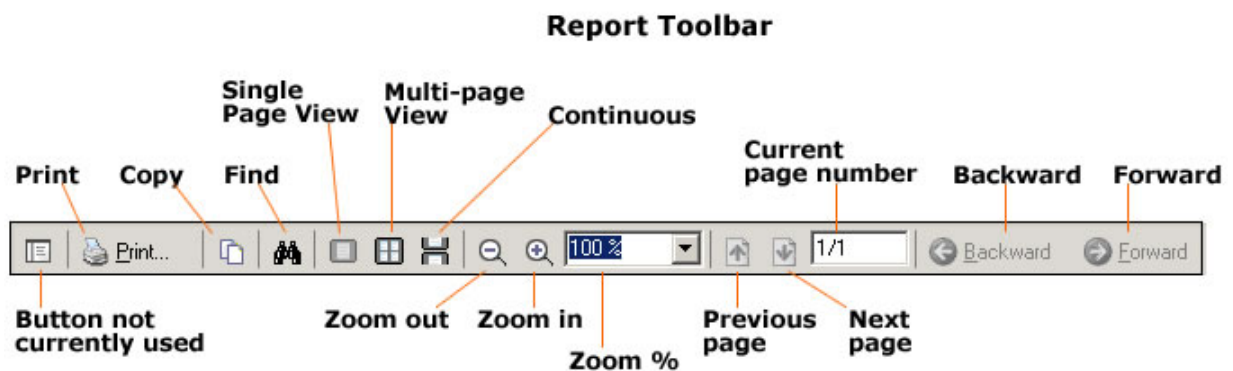 Report Toolbar
Single
Page View
Multi-page
View
Continuous
Current
page number
Print
Copy
Find
Backward
Forward
Print...
100 %
1/1
Backward
Forward
Button not
currently used
Zoom out
Zoom in
Zoom %
Previous
page
Next
page